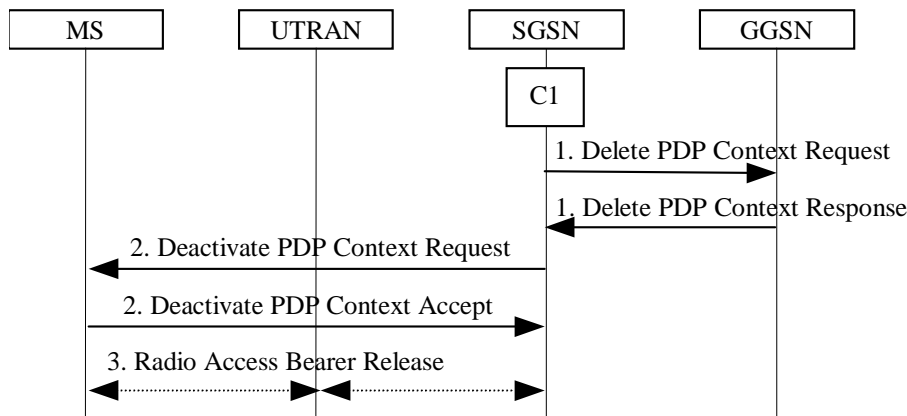 MS
UTRAN
SGSN
GGSN
C1
1. Delete PDP Context Request
1. Delete PDP Context Response
2. Deactivate PDP Context Request
2. Deactivate PDP Context Accept
3. Radio Access Bearer Release